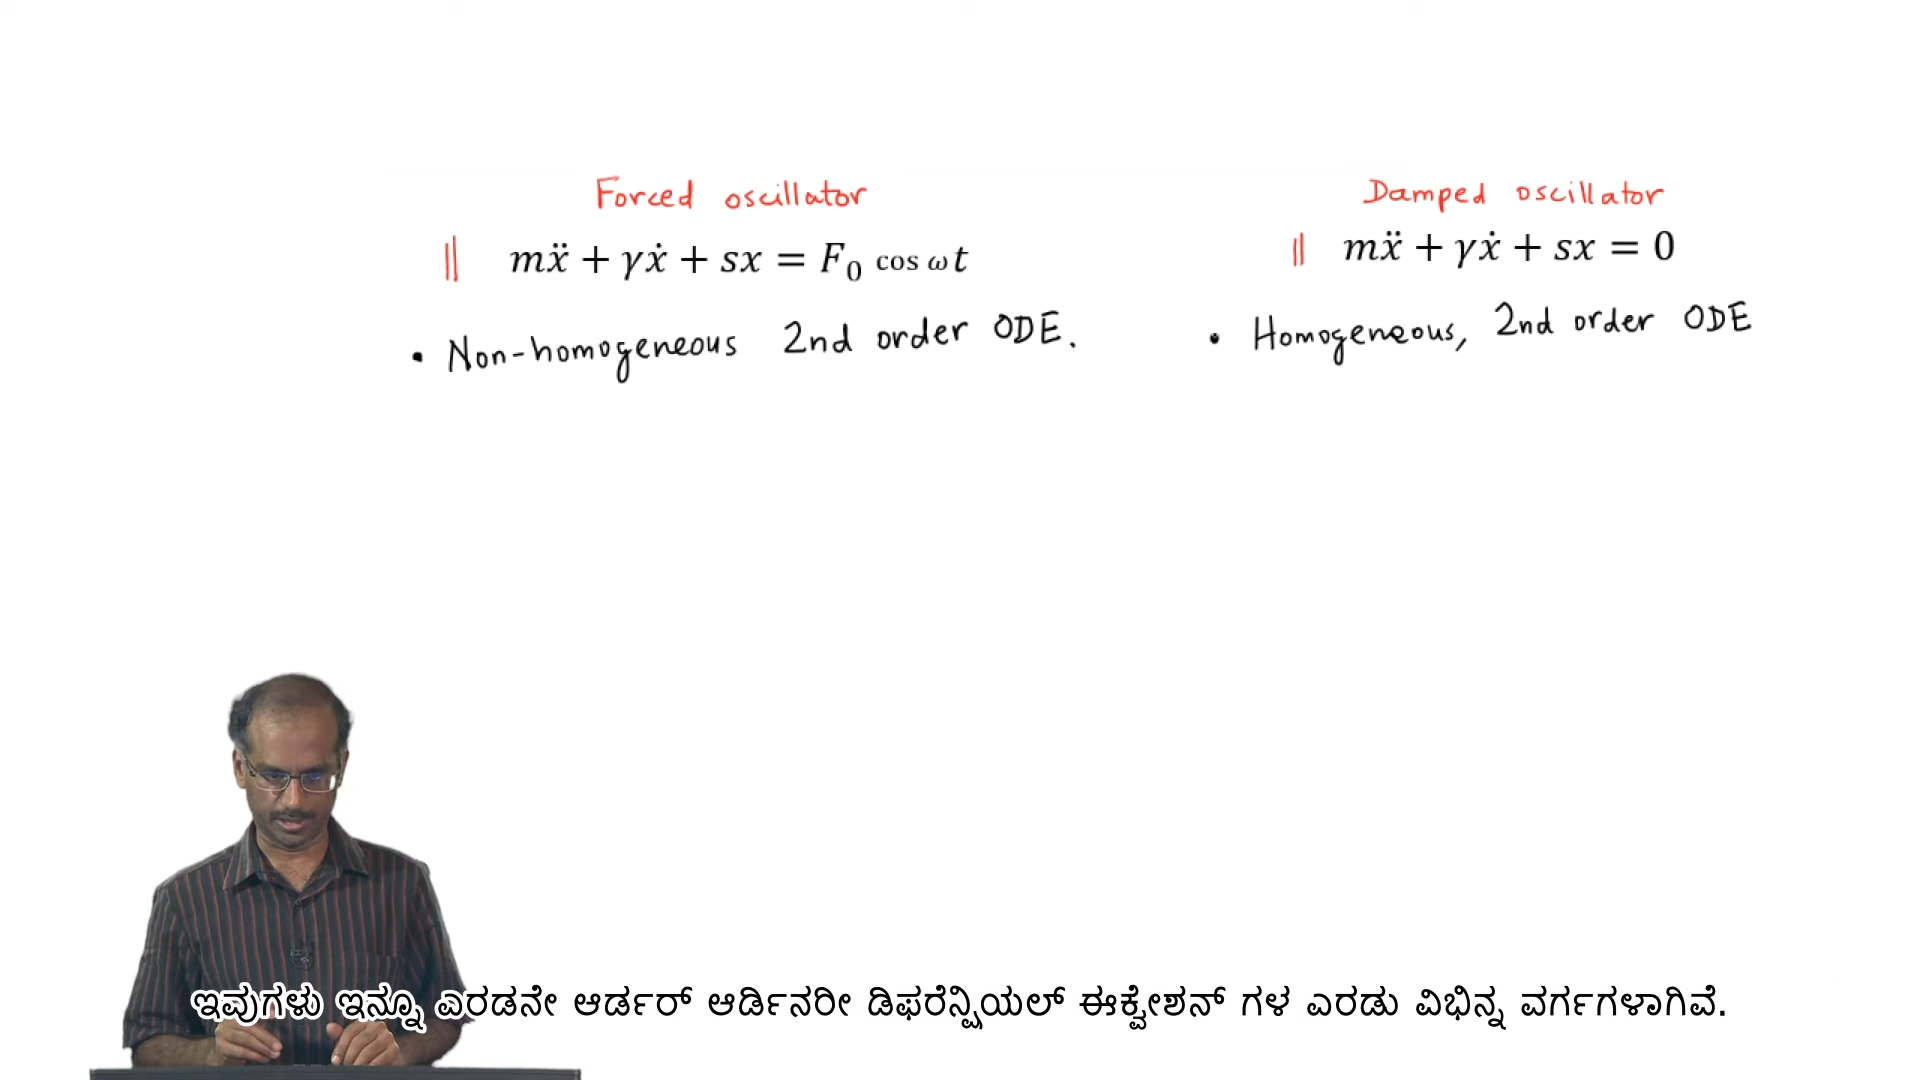 Forced oscillator
|| mẍ + γẋ + sx = F₀ cos ωt
• Non-homogeneous 2nd order ODE.
Damped oscillator
|| mẍ + γẋ + sx = 0
• Homogeneous, 2nd order ODE
ಇವುಗಳು ಇನ್ನೂ ಎರಡನೇ ಆರ್ಡರ್ ಆರ್ಡಿನರೀ ಡಿಫರೆನ್ಷಿಯಲ್ ಈಕ್ವೇಶನ್ ಗಳ ಎರಡು ವಿಭಿನ್ನ ವರ್ಗಗಳಾಗಿವೆ.